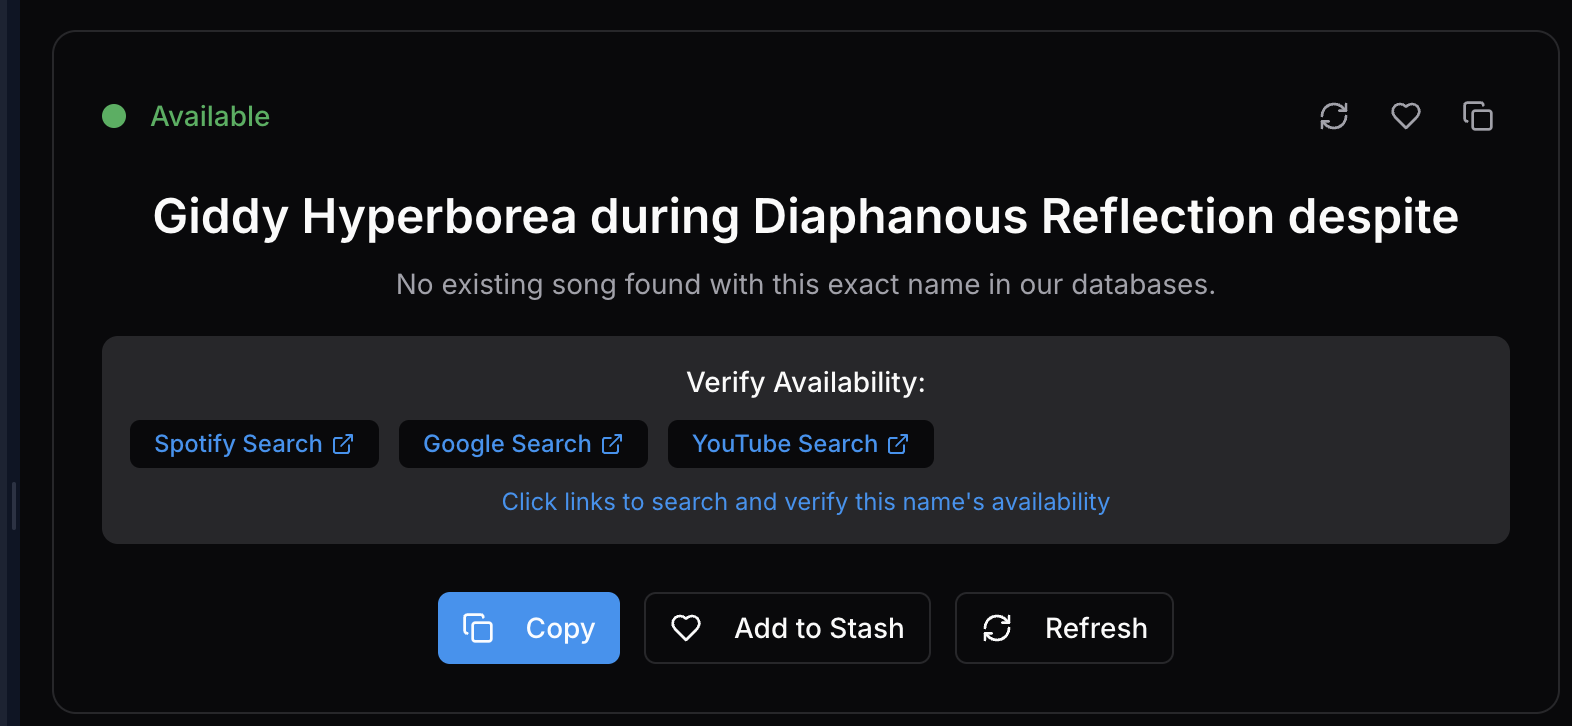 Available
Giddy Hyperborea during Diaphanous Reflection despite
No existing song found with this exact name in our databases.
Verify Availability:
Spotify Search Google Search YouTube Search
Click links to search and verify this name's availability
Copy Add to Stash Refresh